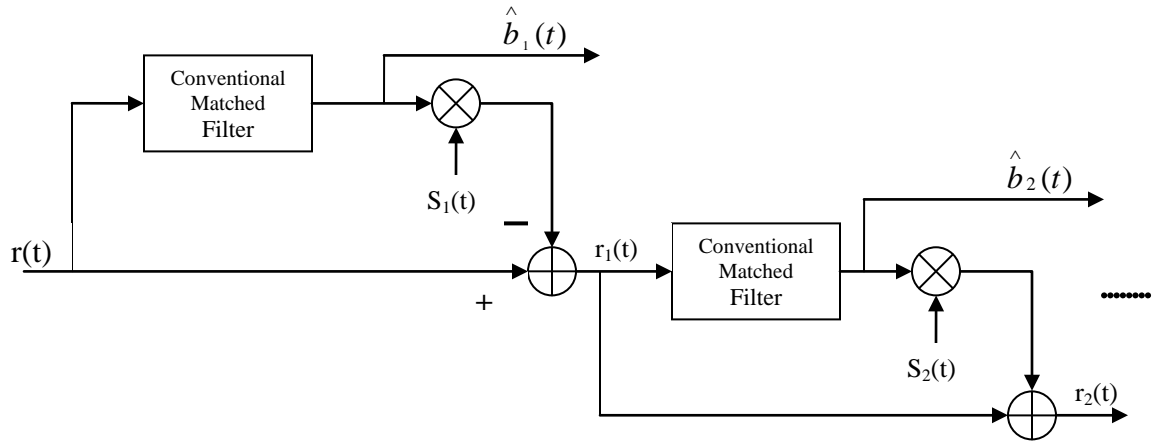 b̂₁(t)
Conventional
Matched
Filter
S₁(t)
−
r(t)
+
r₁(t)
b̂₂(t)
Conventional
Matched
Filter
S₂(t)
........
r₂(t)